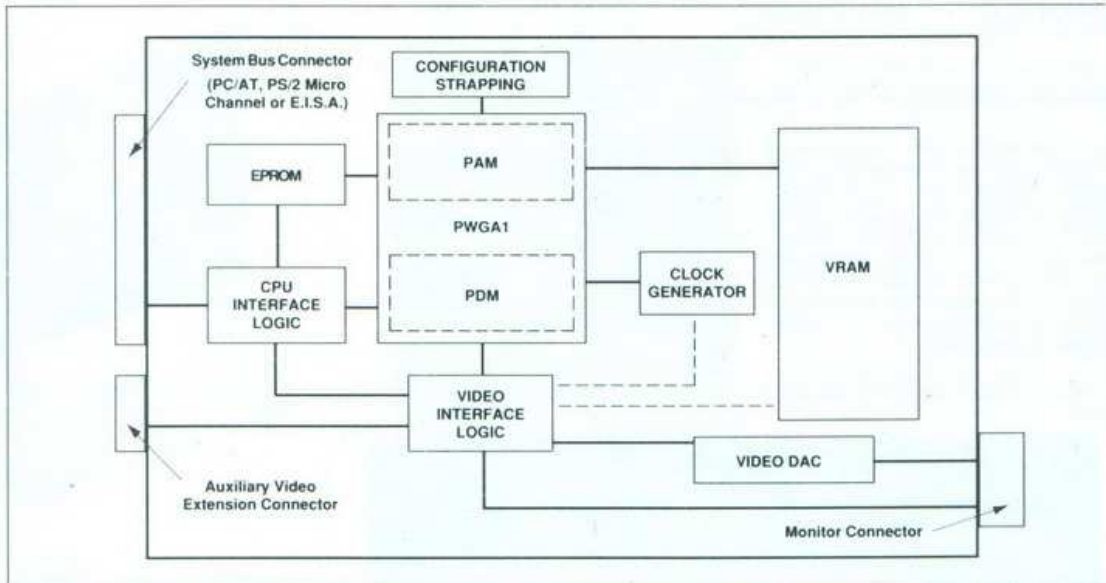 System Bus Connector
(PC/AT, PS/2 Micro
Channel or E.I.S.A.)
CONFIGURATION
STRAPPING
EPROM
PAM
PWGA1
PDM
CPU
INTERFACE
LOGIC
CLOCK
GENERATOR
VRAM
VIDEO
INTERFACE
LOGIC
VIDEO DAC
Auxiliary Video
Extension Connector
Monitor Connector